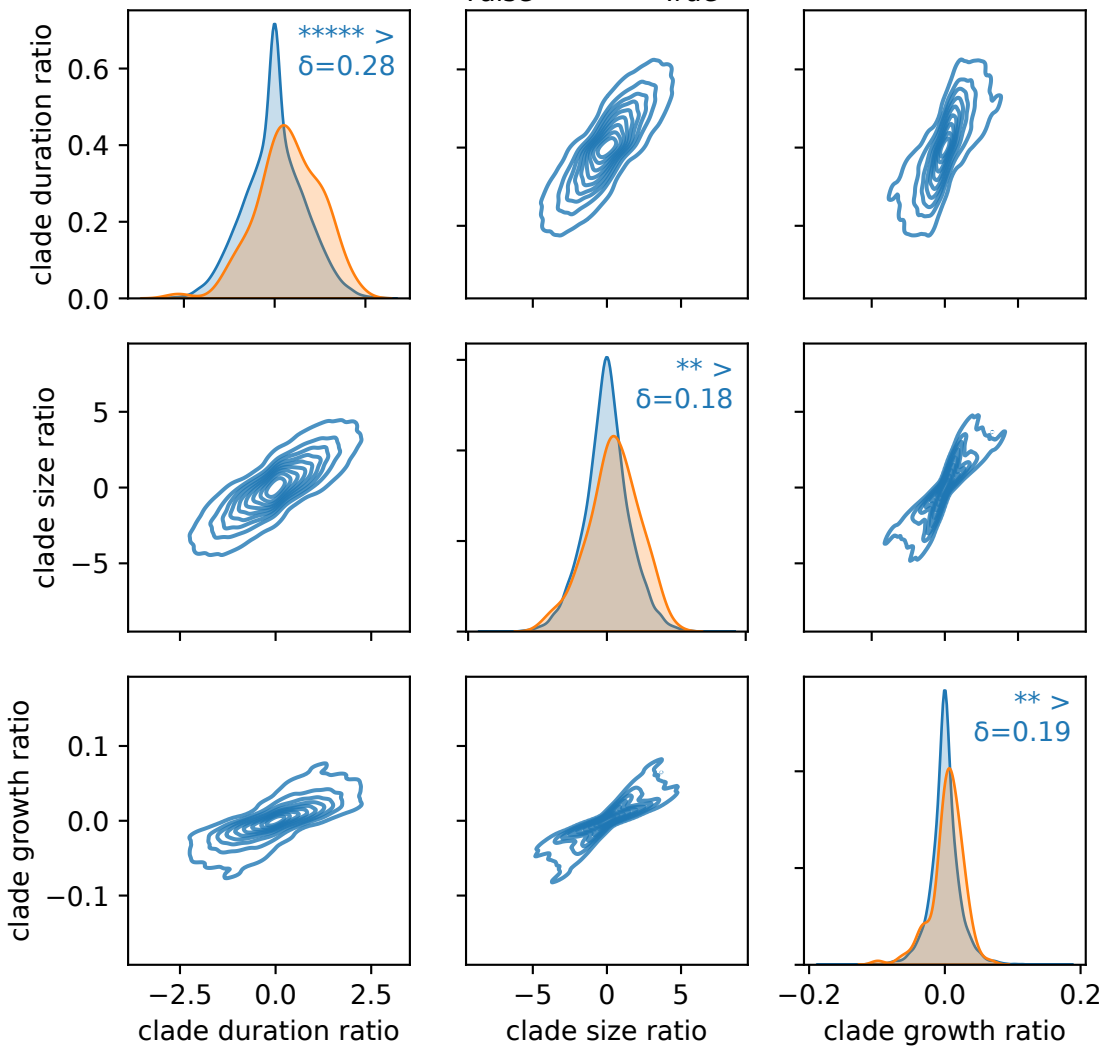 ***** >
δ=0.28
clade duration ratio
0.6
0.4
0.2
0.0
** >
δ=0.18
clade size ratio
5
0
−5
** >
δ=0.19
clade growth ratio
0.1
0.0
−0.1
−2.5 0.0 2.5 −5 0 5 −0.2 0.0 0.2
clade duration ratio clade size ratio clade growth ratio